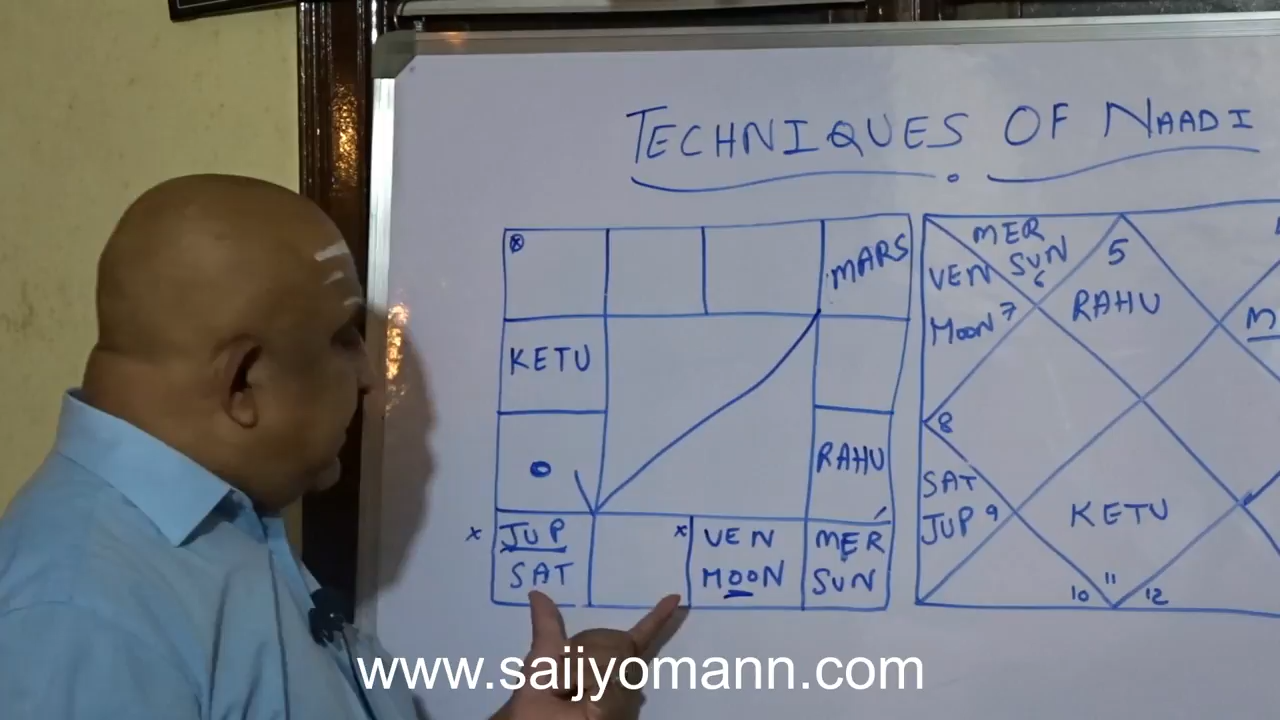 TECHNIQUES OF NAADI
MARS
KETU
RAHU
x JUP
SAT
x VEN
MOON
MER
SUN
MER
SUN
6
VEN
MOON 7
5
RAHU
M
8
SAT
JUP 9
KETU
10 11 12
www.saijyomann.com